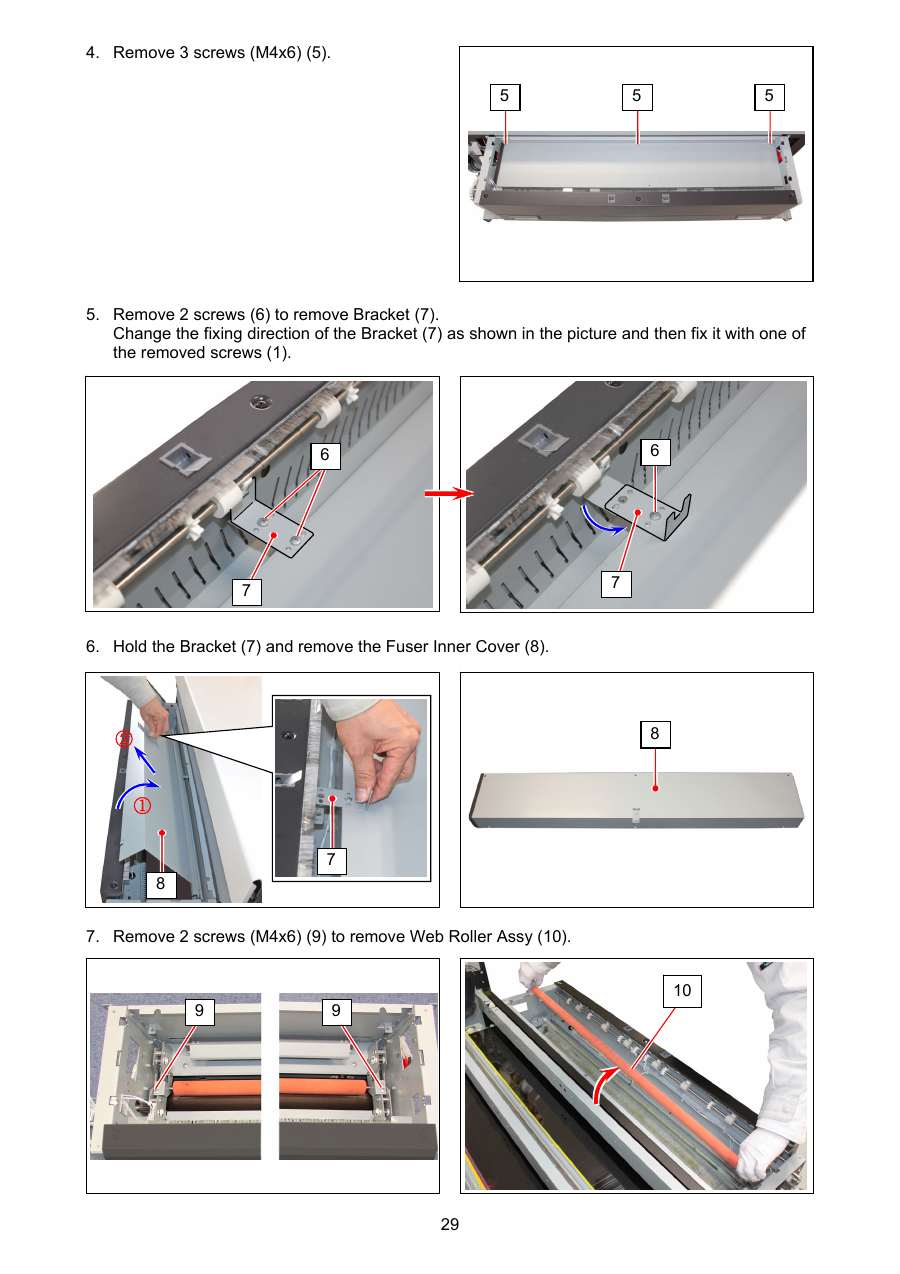 4. Remove 3 screws (M4x6) (5).
5 5 5
5. Remove 2 screws (6) to remove Bracket (7).
Change the fixing direction of the Bracket (7) as shown in the picture and then fix it with one of
the removed screws (1).
6 6
7 7
6. Hold the Bracket (7) and remove the Fuser Inner Cover (8).
②
①
8
7
8
7. Remove 2 screws (M4x6) (9) to remove Web Roller Assy (10).
9 9
10
29